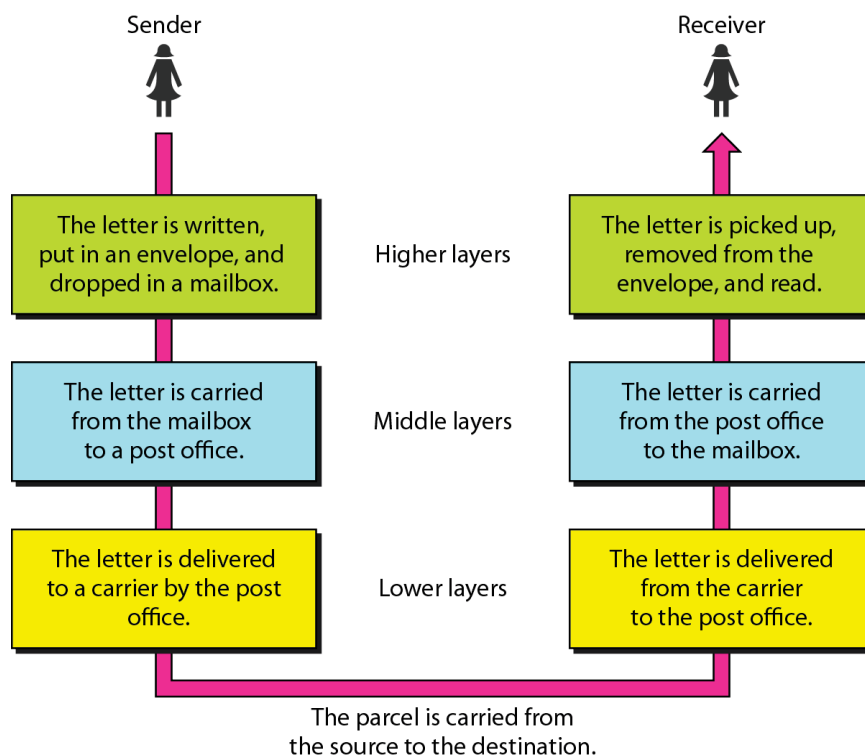 Sender
Receiver
The letter is written,
put in an envelope, and
dropped in a mailbox.
Higher layers
The letter is picked up,
removed from the
envelope, and read.
The letter is carried
from the mailbox
to a post office.
Middle layers
The letter is carried
from the post office
to the mailbox.
The letter is delivered
to a carrier by the post
office.
Lower layers
The letter is delivered
from the carrier
to the post office.
The parcel is carried from
the source to the destination.